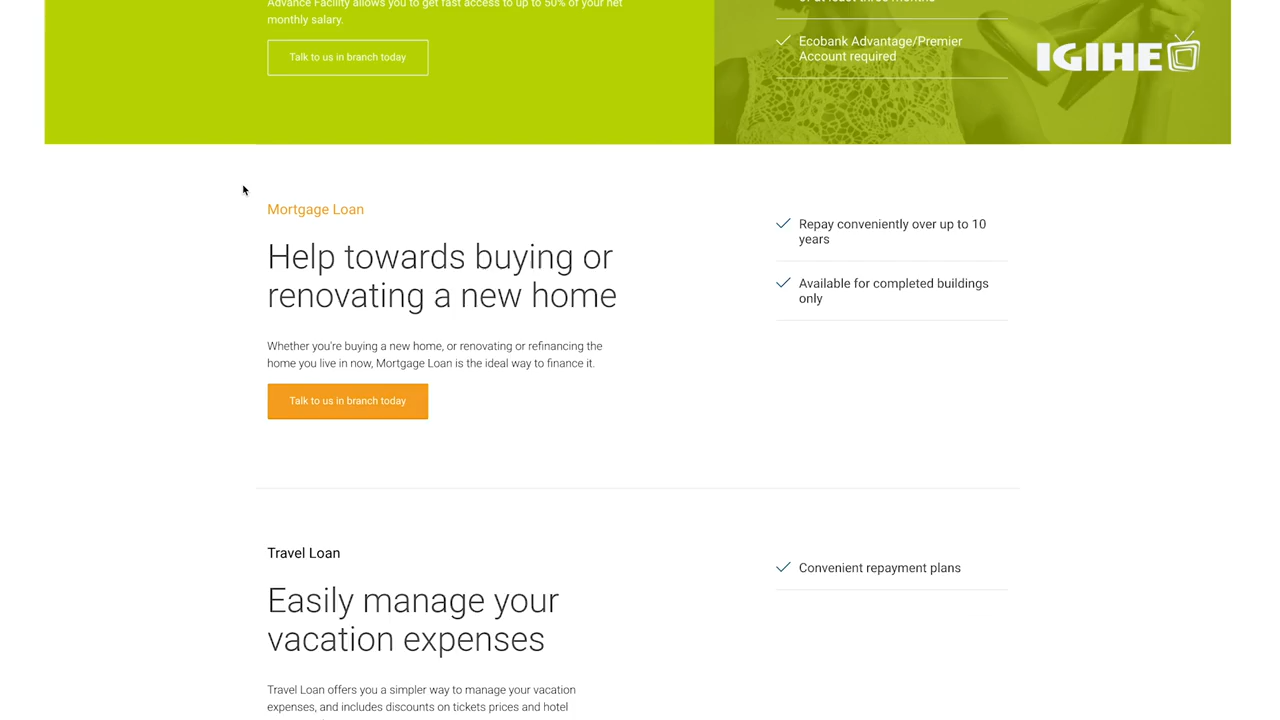 Advance Facility allows you to get fast access to up to 50% of your net
monthly salary.
Talk to us in branch today
of at least three months
Ecobank Advantage/Premier
Account required
IGIHE
Mortgage Loan
Help towards buying or
renovating a new home
Whether you're buying a new home, or renovating or refinancing the
home you live in now, Mortgage Loan is the ideal way to finance it.
Talk to us in branch today
Repay conveniently over up to 10
years
Available for completed buildings
only
Travel Loan
Easily manage your
vacation expenses
Travel Loan offers you a simpler way to manage your vacation
expenses, and includes discounts on tickets prices and hotel
Convenient repayment plans